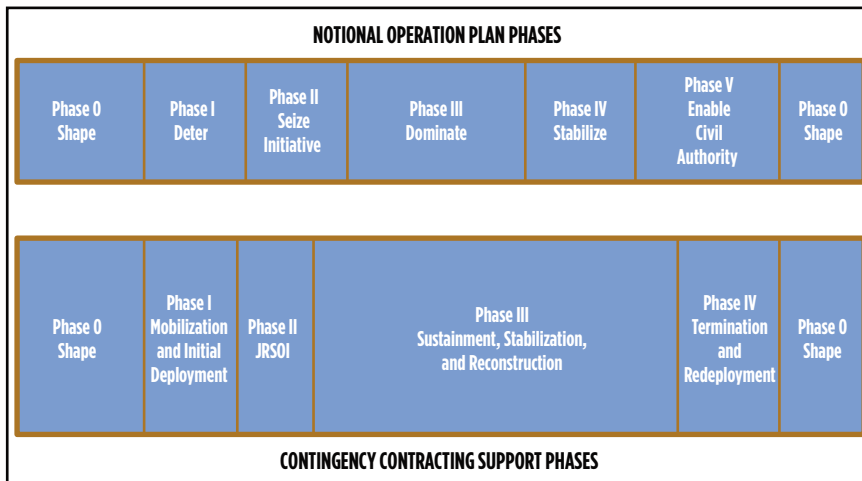 NOTIONAL OPERATION PLAN PHASES
Phase 0
Shape
Phase I
Deter
Phase II
Seize
Initiative
Phase III
Dominate
Phase IV
Stabilize
Phase V
Enable
Civil
Authority
Phase 0
Shape
Phase 0
Shape
Phase I
Mobilization
and Initial
Deployment
Phase II
JRSOI
Phase III
Sustainment, Stabilization,
and Reconstruction
Phase IV
Termination
and
Redeployment
Phase 0
Shape
CONTINGENCY CONTRACTING SUPPORT PHASES